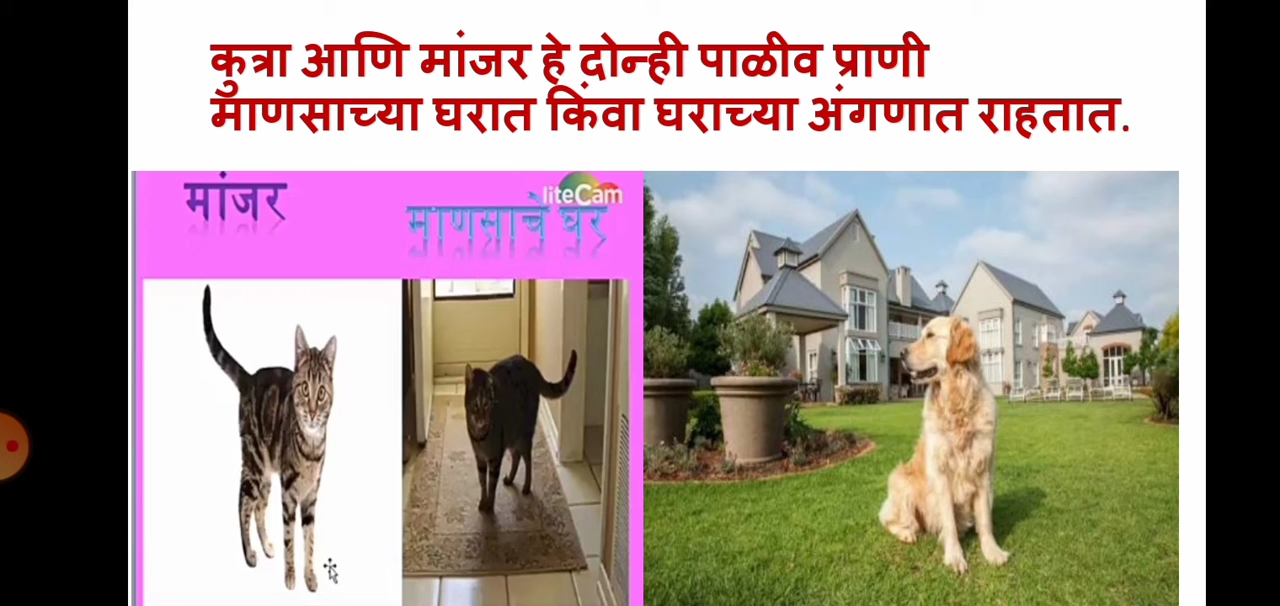 कुत्रा आणि मांजर हे दोन्ही पाळीव प्राणी
माणसाच्या घरात किंवा घराच्या अंगणात राहतात.
मांजर
liteCam
माणसाचे घर